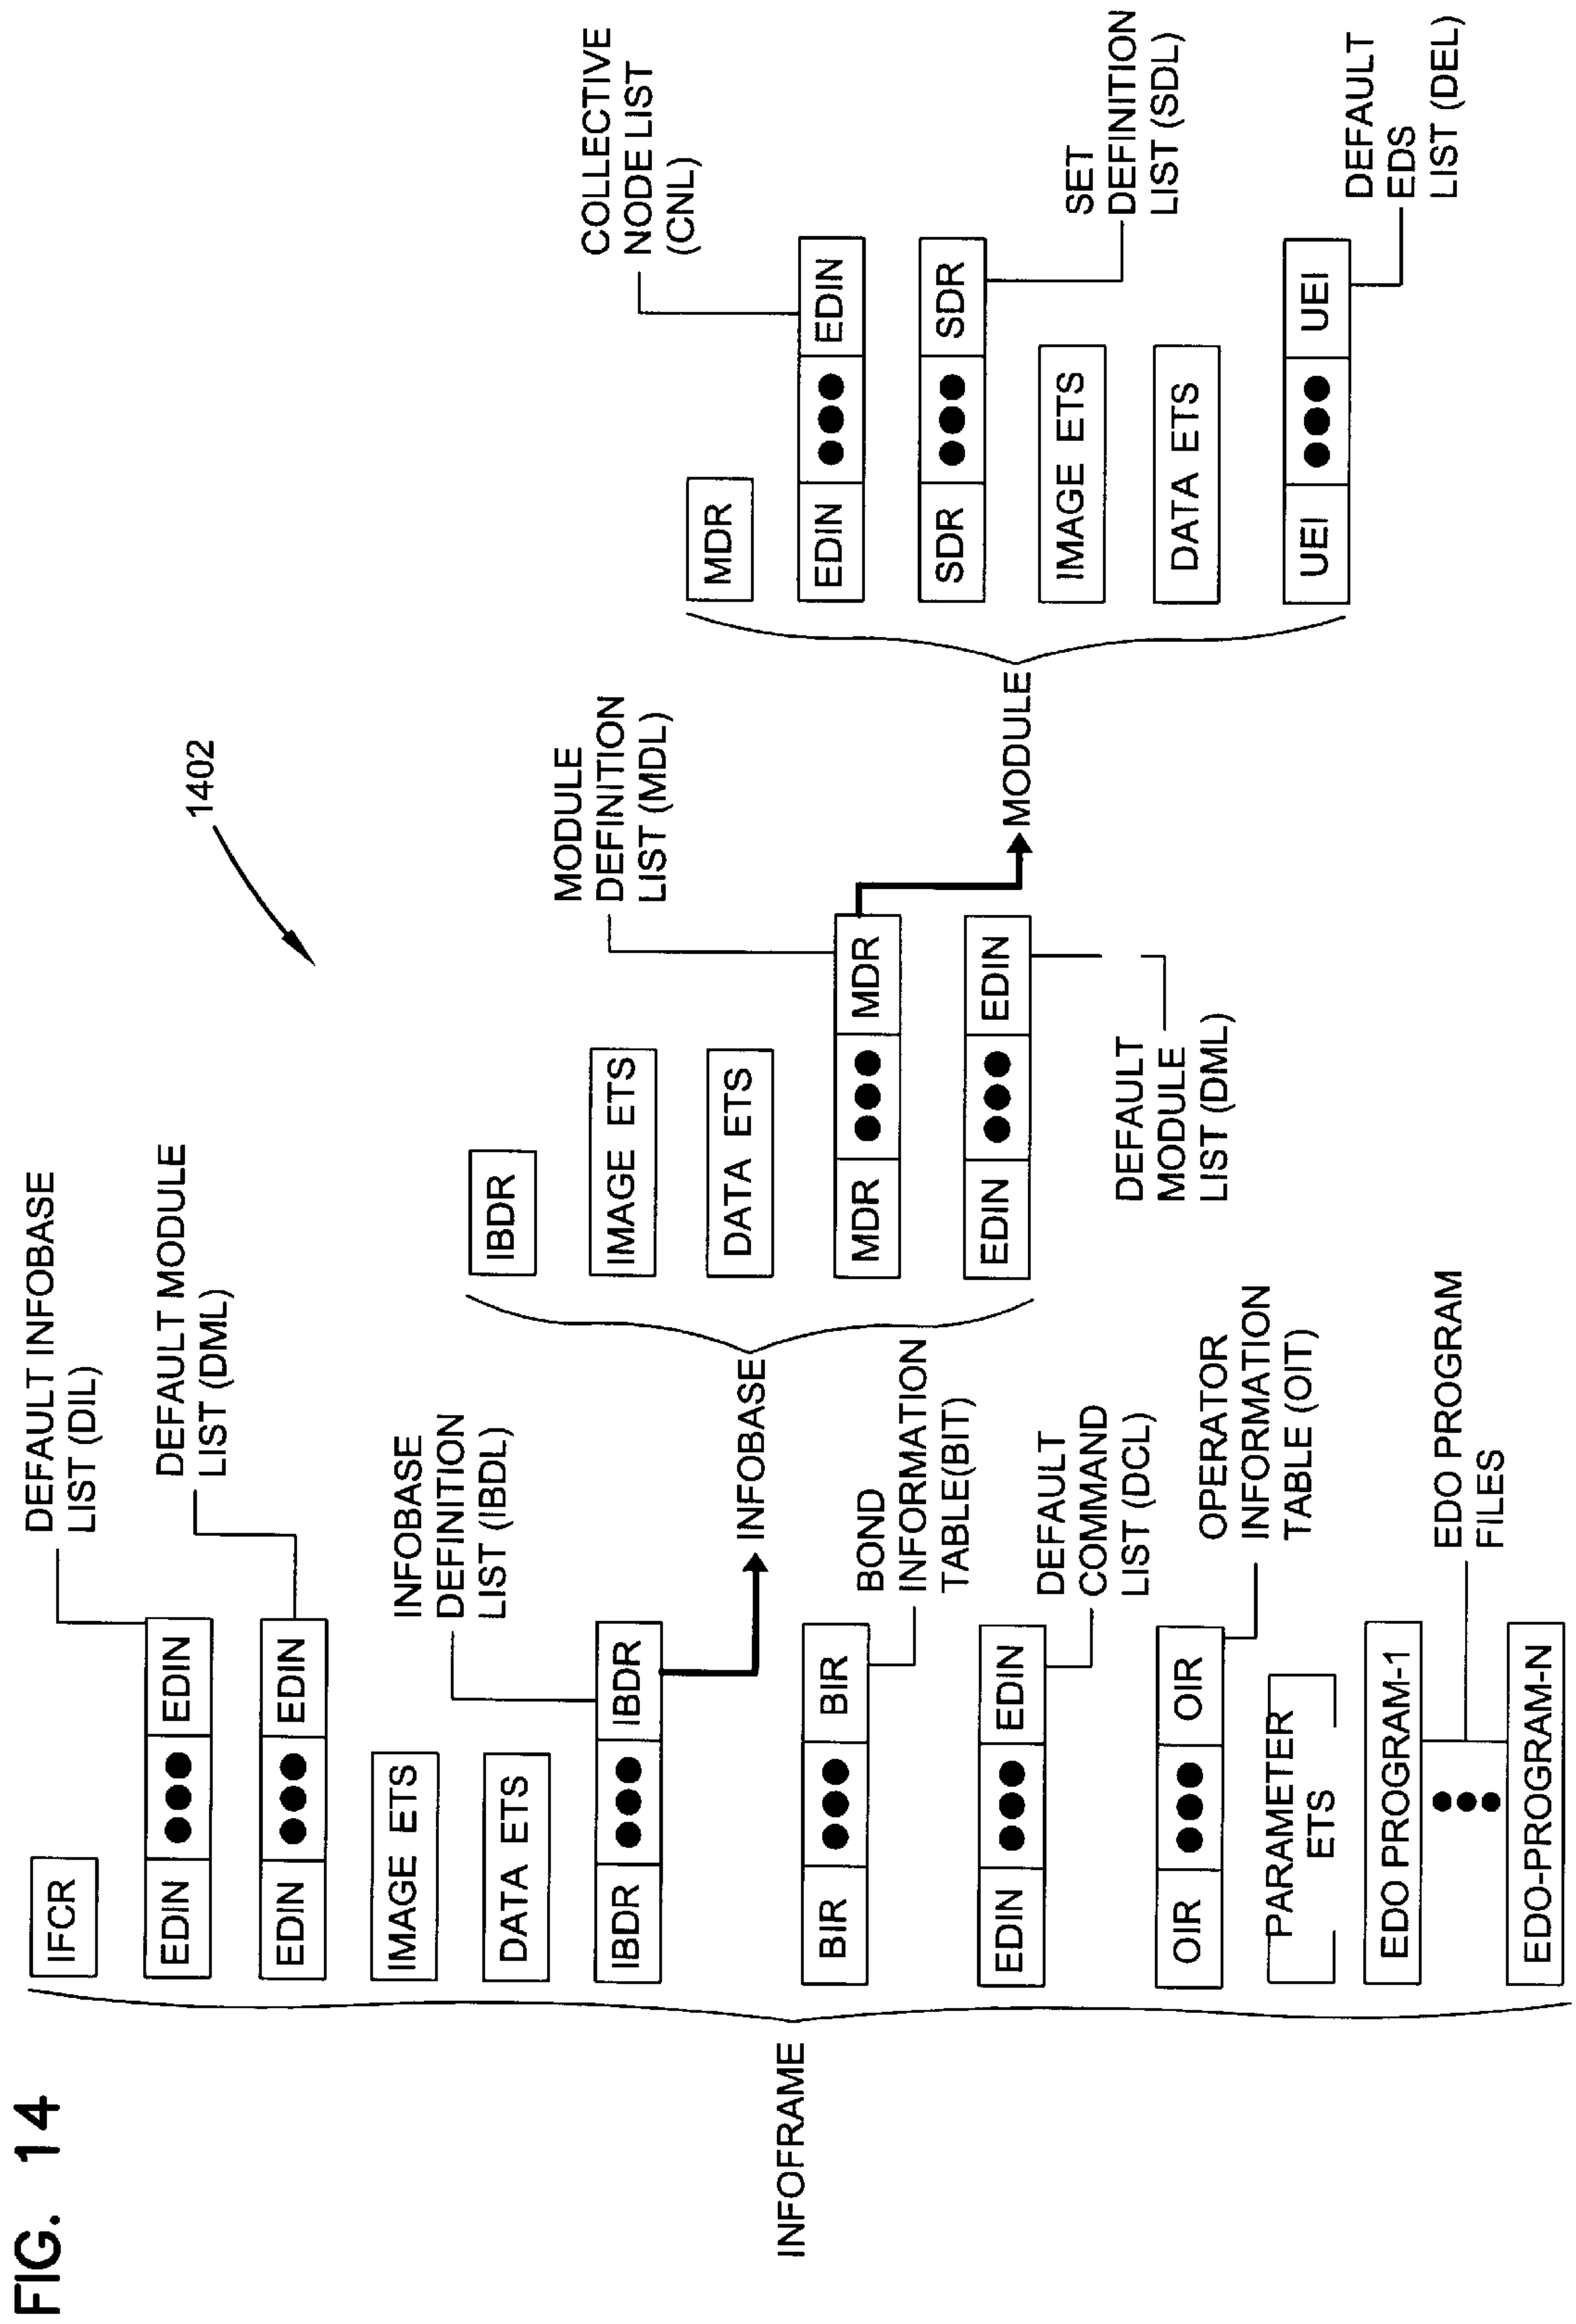 FIG. 14
1402
INFOFRAME
IFCR
EDIN
EDIN
DEFAULT INFOBASE
LIST (DIL)
EDIN
EDIN
DEFAULT MODULE
LIST (DML)
IMAGE ETS
DATA ETS
IBDR
IBDR
INFOBASE
DEFINITION
LIST (IBDL)
BIR
BIR
BOND
INFORMATION
TABLE(BIT)
EDIN
EDIN
DEFAULT
COMMAND
LIST (DCL)
OIR
OIR
OPERATOR
INFORMATION
TABLE (OIT)
PARAMETER
ETS
EDO PROGRAM-1
EDO-PROGRAM-N
EDO PROGRAM
FILES
INFOBASE
IBDR
IMAGE ETS
DATA ETS
MDR
MDR
MODULE
DEFINITION
LIST (MDL)
EDIN
EDIN
DEFAULT
MODULE
LIST (DML)
MODULE
MDR
EDIN
EDIN
COLLECTIVE
NODE LIST
(CNL)
SDR
SDR
SET
DEFINITION
LIST (SDL)
IMAGE ETS
DATA ETS
UEI
UEI
DEFAULT
EDS
LIST (DEL)